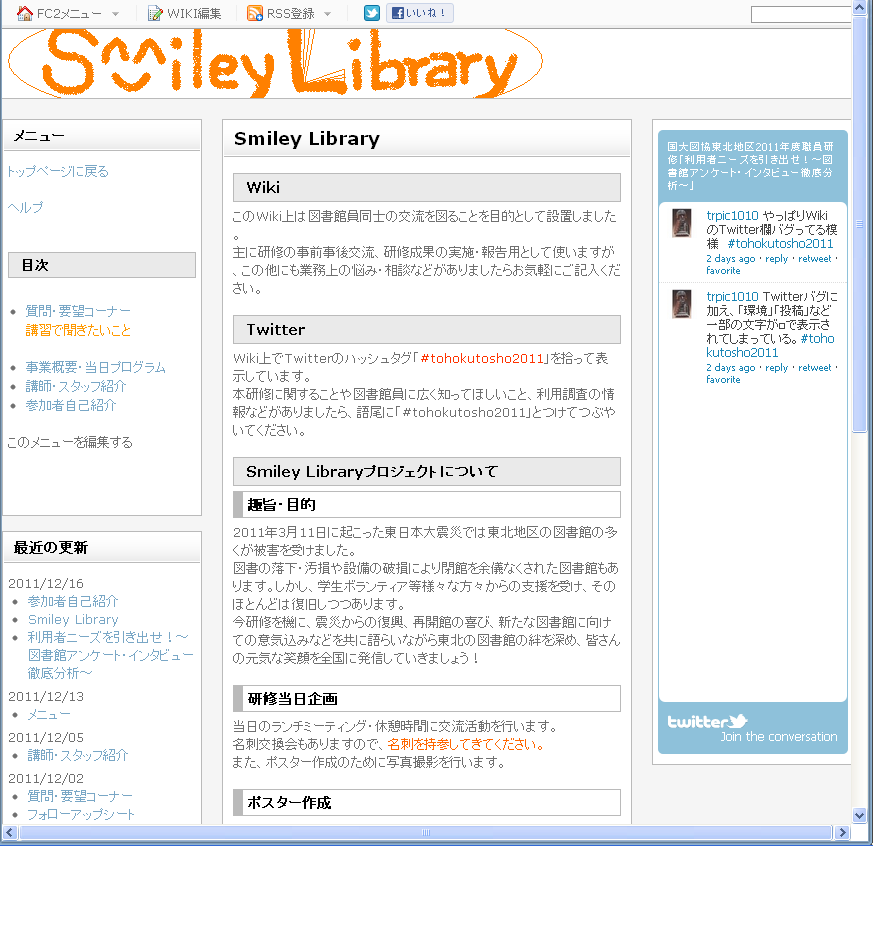 FC2メニュー WIKI編集 RSS登録 いいね！
Smiley Library
メニュー
トップページに戻る
ヘルプ
目次
質問・要望コーナー
講習で聞きたいこと
事業概要・当日プログラム
講師・スタッフ紹介
参加者自己紹介
このメニューを編集する
最近の更新
2011/12/16
参加者自己紹介
Smiley Library
利用者ニーズを引き出せ！～
図書館アンケート・インタビュー
徹底分析～
2011/12/13
メニュー
2011/12/05
講師・スタッフ紹介
2011/12/02
質問・要望コーナー
フォローアップシート
Smiley Library
Wiki
このWiki上は図書館員同士の交流を図ることを目的として設置しました
。
主に研修の事前事後交流、研修成果の実施・報告用として使いますが
、この他にも業務上の悩み・相談などがありましたらお気軽にご記入くだ
さい。
Twitter
Wiki上でTwitterのハッシュタグ「#tohokutosho2011」を拾って表
示しています。
本研修に関することや図書館員に広く知ってほしいこと、利用調査の情
報などがありましたら、語尾に「#tohokutosho2011」とつけてつぶや
いてください。
Smiley Libraryプロジェクトについて
趣旨・目的
2011年3月11日に起こった東日本大震災では東北地区の図書館の多
くが被害を受けました。
図書の落下・汚損や設備の破損により閉館を余儀なくされた図書館もあ
ります。しかし、学生ボランティア等様々な方々からの支援を受け、その
ほとんどは復旧しつつあります。
今研修を機に、震災からの復興、再開館の喜び、新たな図書館に向け
ての意気込みなどを共に語らいながら東北の図書館の絆を深め、皆さん
の元気な笑顔を全国に発信していきましょう！
研修当日企画
当日のランチミーティング・休憩時間に交流活動を行います。
名刺交換会もありますので、名刺を持参してきてください。
また、ポスター作成のために写真撮影を行います。
ポスター作成
国大図協東北地区2011年度職員研
修「利用者ニーズを引き出せ！～図
書館アンケート・インタビュー徹底分
析～」
trpic1010 やっぱりWiki
のTwitter欄バグってる模
様 #tohokutosho2011
2 days ago · reply · retweet ·
favorite
trpic1010 Twitterバグに
加え、「環境」「投稿」など
一部の文字が□で表示さ
れてしまっている。#toho
kutosho2011
2 days ago · reply · retweet ·
favorite
twitter
Join the conversation